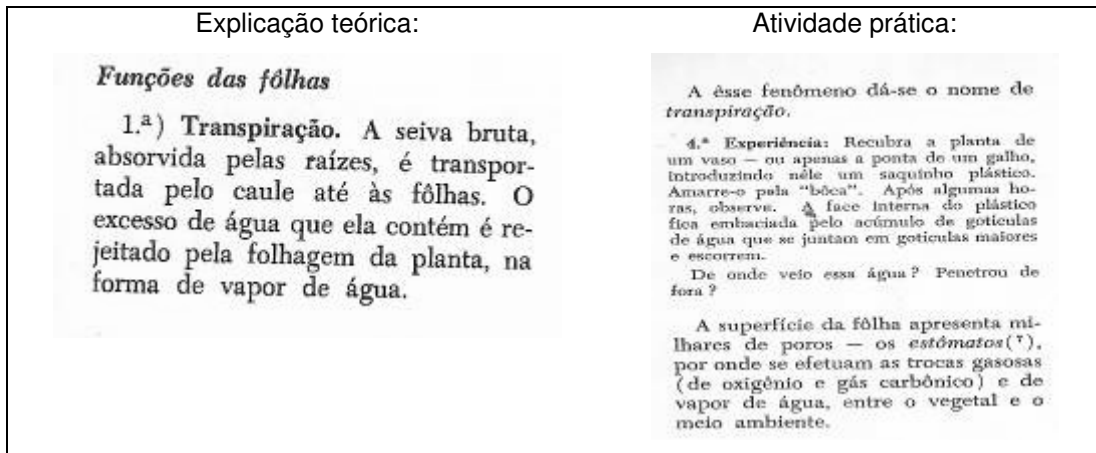 Explicação teórica:
Funções das fôlhas
1.ª) Transpiração. A seiva bruta,
absorvida pelas raízes, é transpor-
tada pelo caule até às fôlhas. O
excesso de água que ela contém é re-
jeitado pela folhagem da planta, na
forma de vapor de água.
Atividade prática:
A êsse fenômeno dá-se o nome de
transpiração.
4.ª Experiência: Recubra a planta de
um vaso — ou apenas a ponta de um galho,
introduzindo nêle um saquinho plástico.
Amarre-o pela "bôca". Após algumas ho-
ras, observe. A face interna do plástico
fica embaciada pelo acúmulo de gotículas
de água que se juntam em gotículas maiores
e escorrem.
De onde veio essa água? Penetrou de
fora?
A superfície da fôlha apresenta mi-
lhares de poros — os estômatos(7),
por onde se efetuam as trocas gasosas
(de oxigênio e gás carbônico) e de
vapor de água, entre o vegetal e o
meio ambiente.